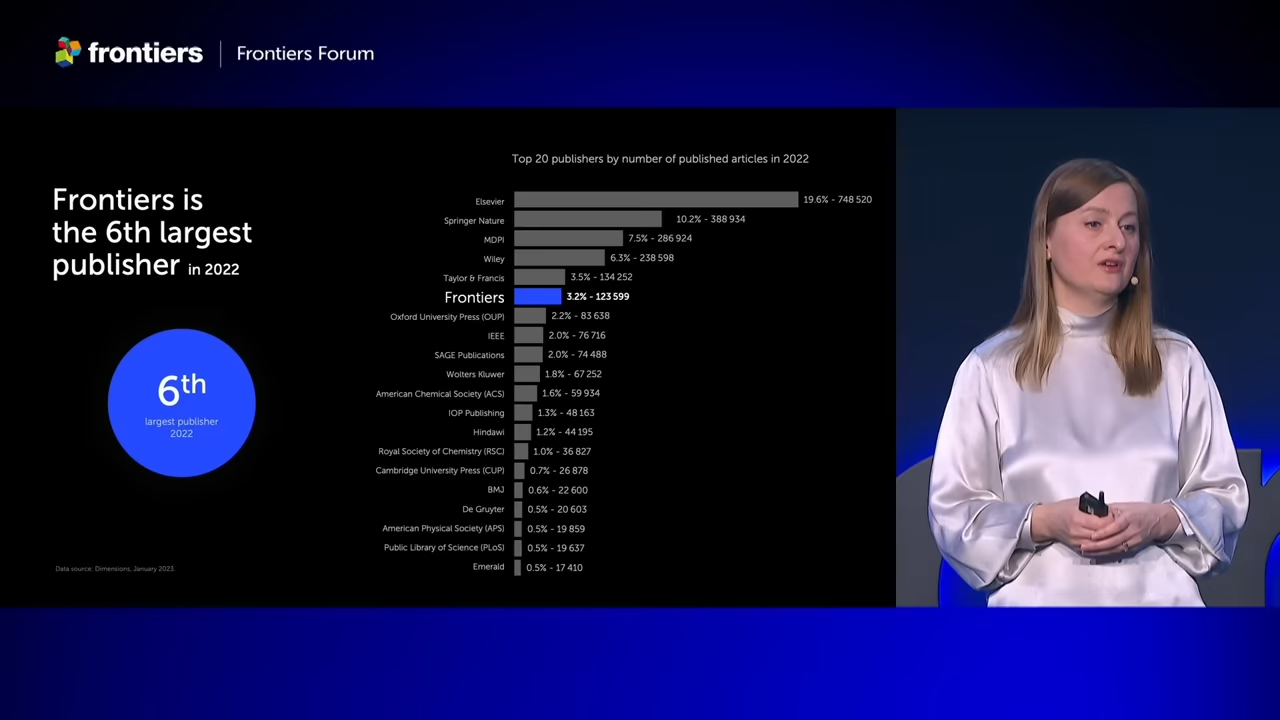 frontiers
Frontiers Forum
Frontiers is
the 6th largest
publisher in 2022
6th
largest publisher
2022
Data source: Dimensions, January 2023.
Top 20 publishers by number of published articles in 2022
Elsevier 19.6% - 748 520
Springer Nature 10.2% - 388 934
MDPI 7.5% - 286 924
Wiley 6.3% - 238 598
Taylor & Francis 3.5% - 134 252
Frontiers 3.2% - 123 599
Oxford University Press (OUP) 2.2% - 83 638
IEEE 2.0% - 76 716
SAGE Publications 2.0% - 74 488
Wolters Kluwer 1.8% - 67 252
American Chemical Society (ACS) 1.6% - 59 934
IOP Publishing 1.3% - 48 163
Hindawi 1.2% - 44 195
Royal Society of Chemistry (RSC) 1.0% - 36 827
Cambridge University Press (CUP) 0.7% - 26 878
BMJ 0.6% - 22 600
De Gruyter 0.5% - 20 603
American Physical Society (APS) 0.5% - 19 859
Public Library of Science (PLoS) 0.5% - 19 637
Emerald 0.5% - 17 410